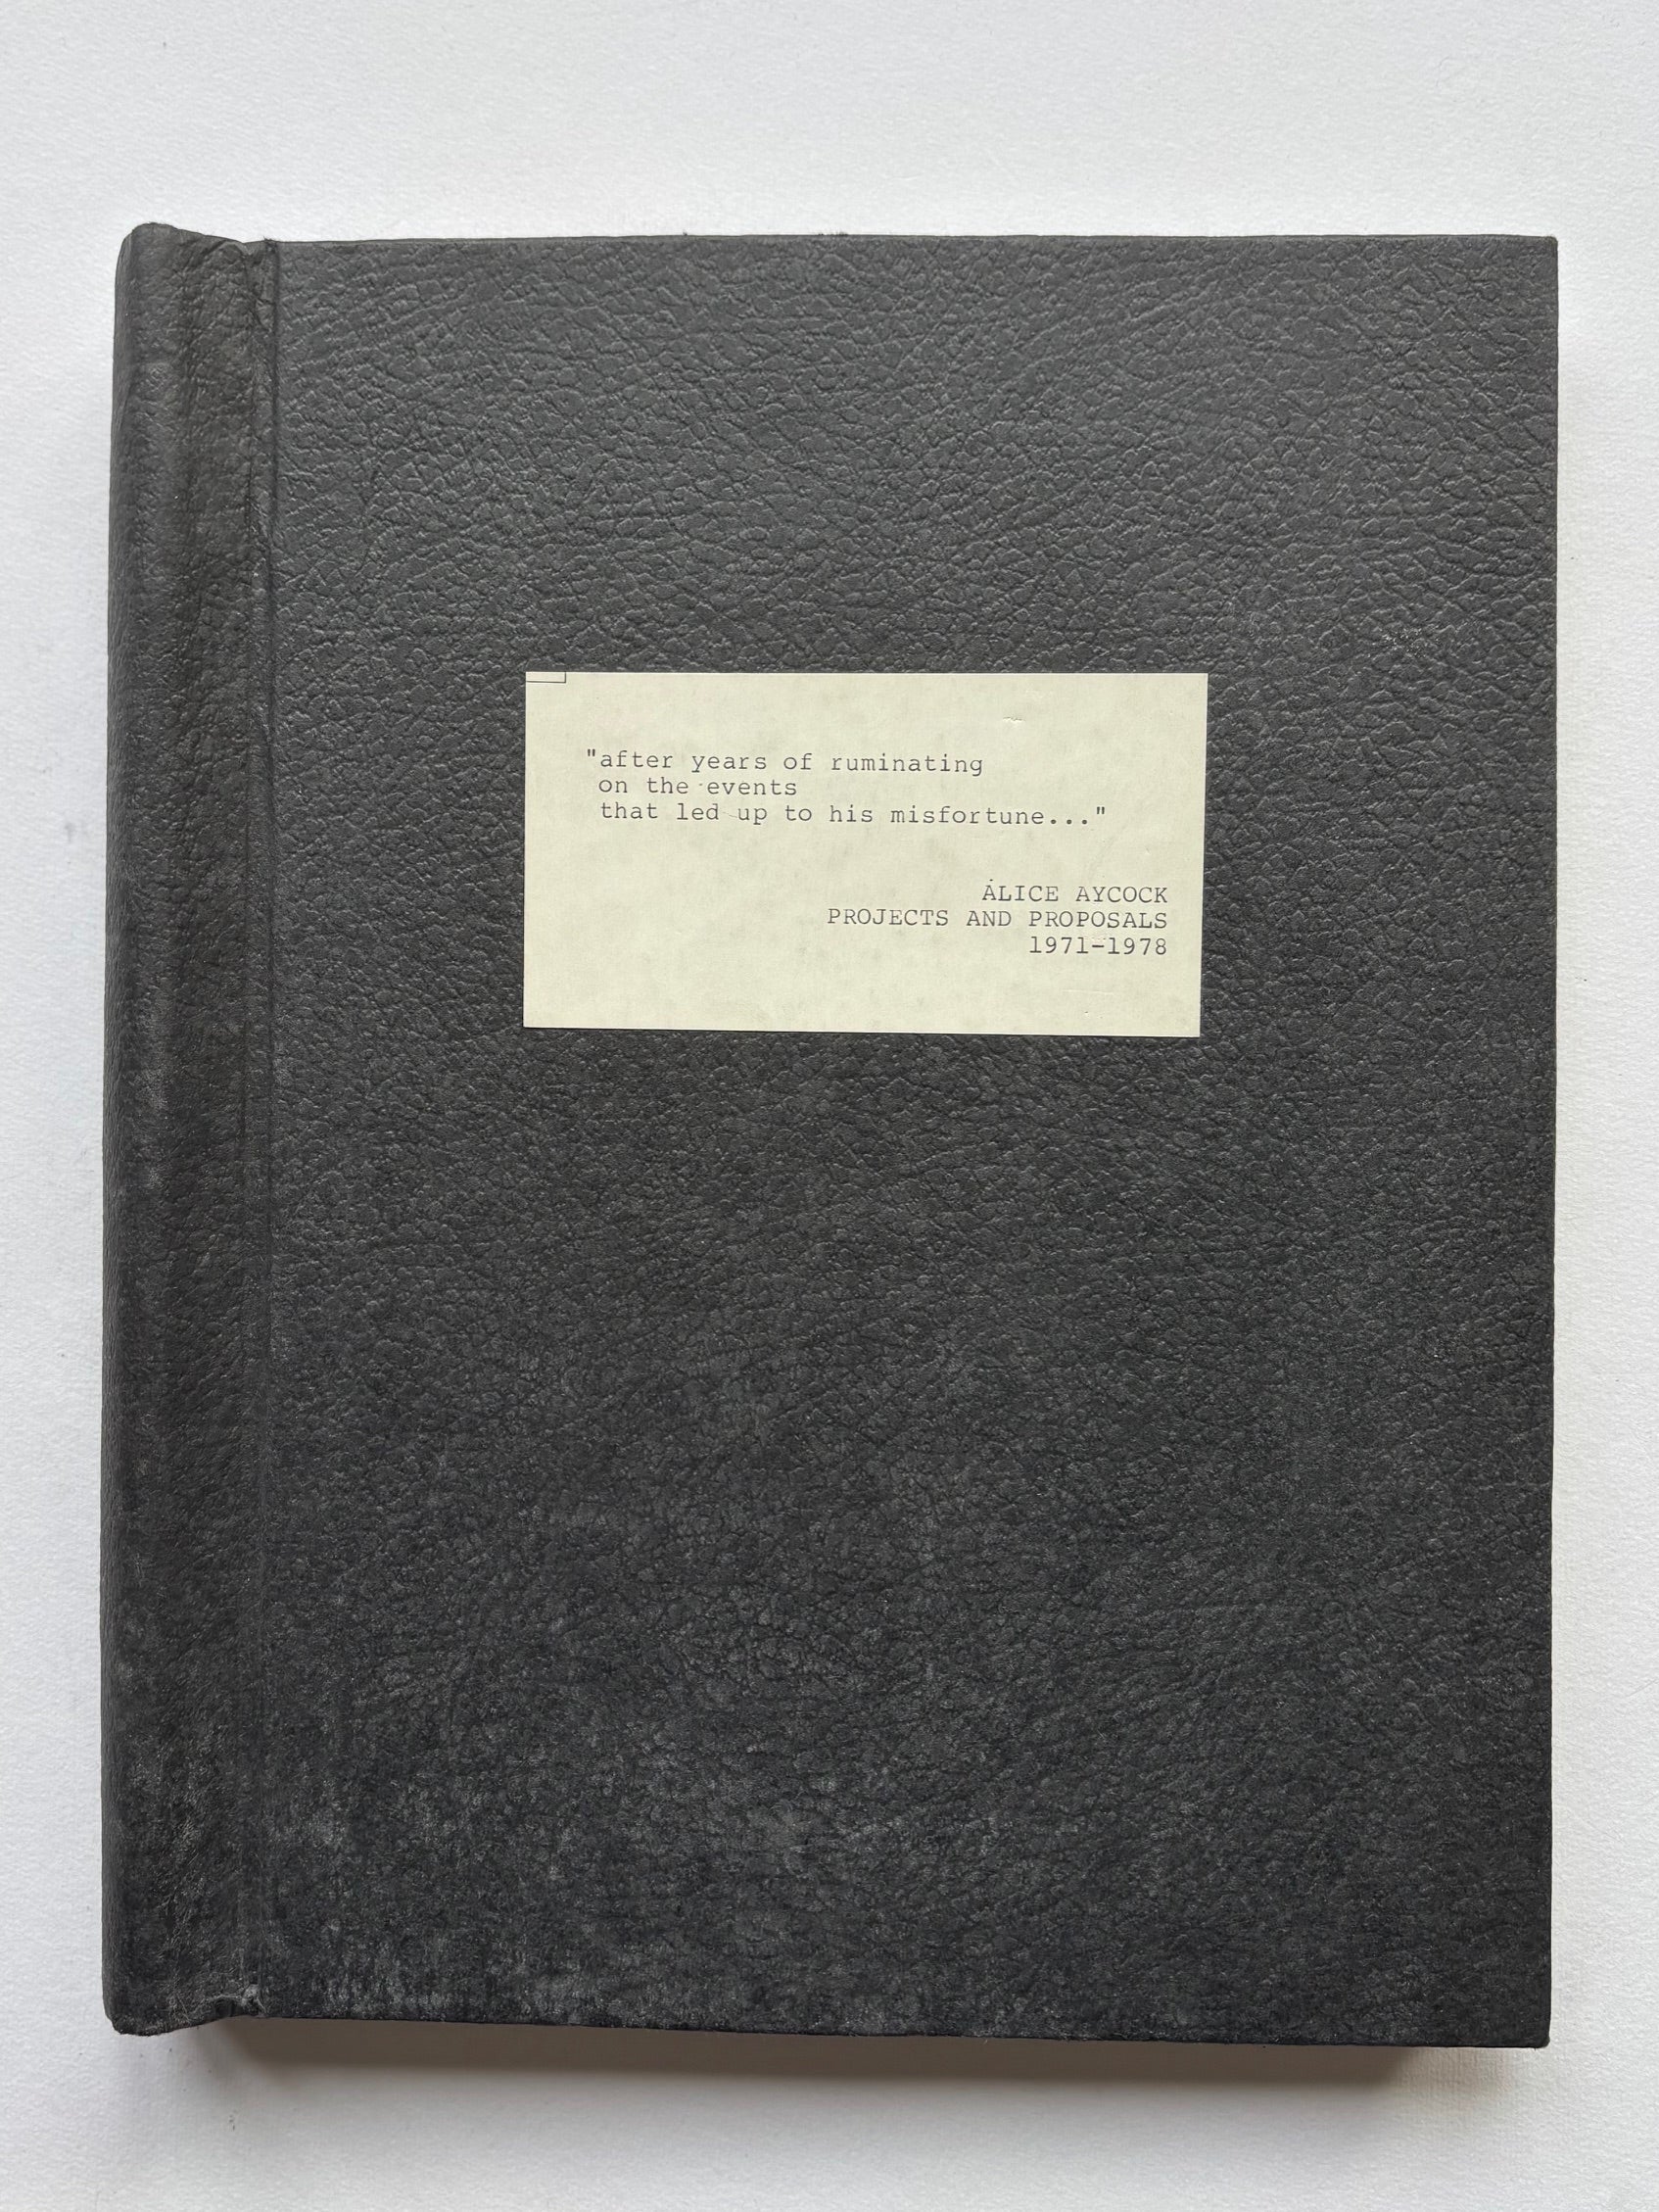 "after years of ruminating
on the events
that led up to his misfortune..."
ALICE AYCOCK
PROJECTS AND PROPOSALS
1971-1978